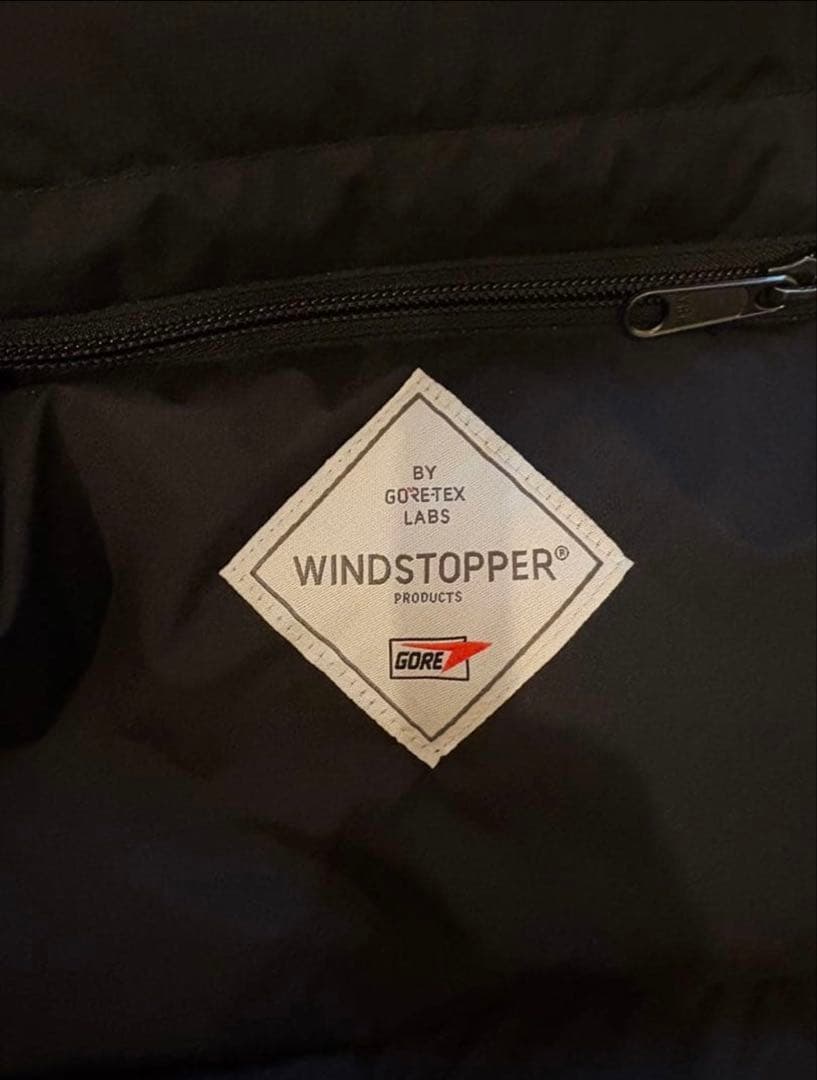 BY
GORE-TEX
LABS
WINDSTOPPER®
PRODUCTS
GORE